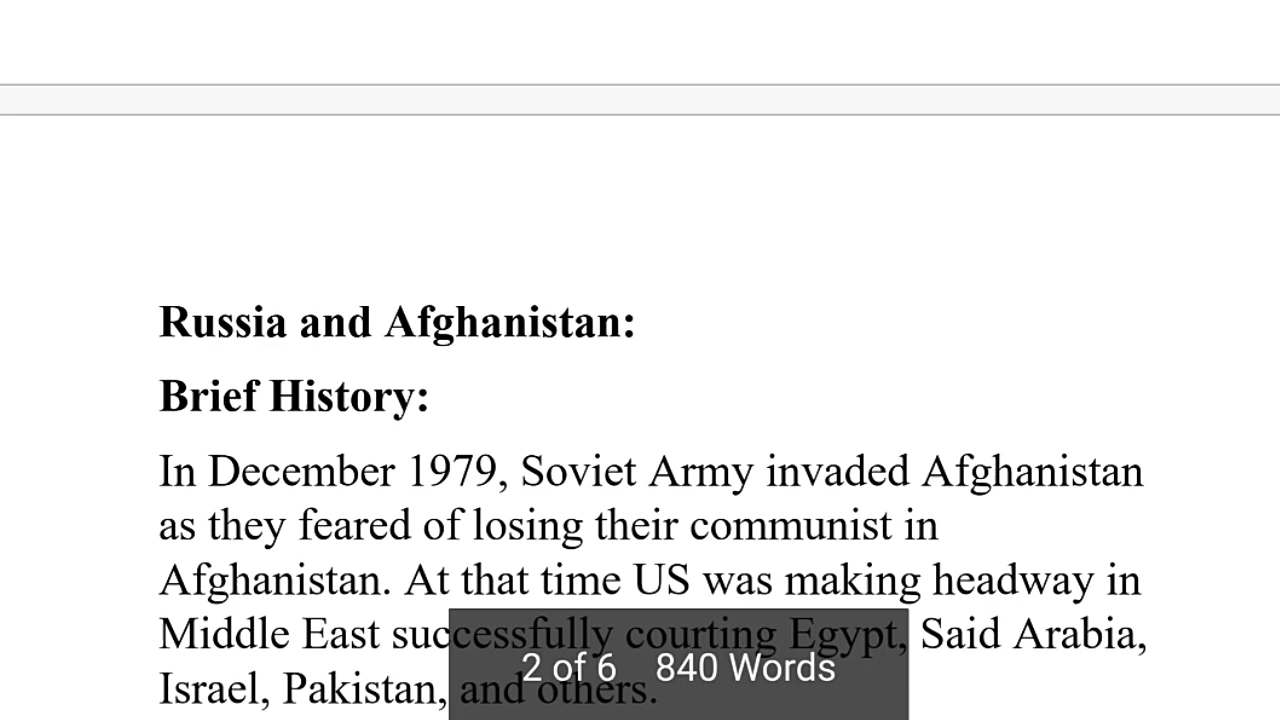 Russia and Afghanistan:
Brief History:
In December 1979, Soviet Army invaded Afghanistan
as they feared of losing their communist in
Afghanistan. At that time US was making headway in
Middle East successfully courting Egypt, Said Arabia,
Israel, Pakistan, and others.
2 of 6 840 Words